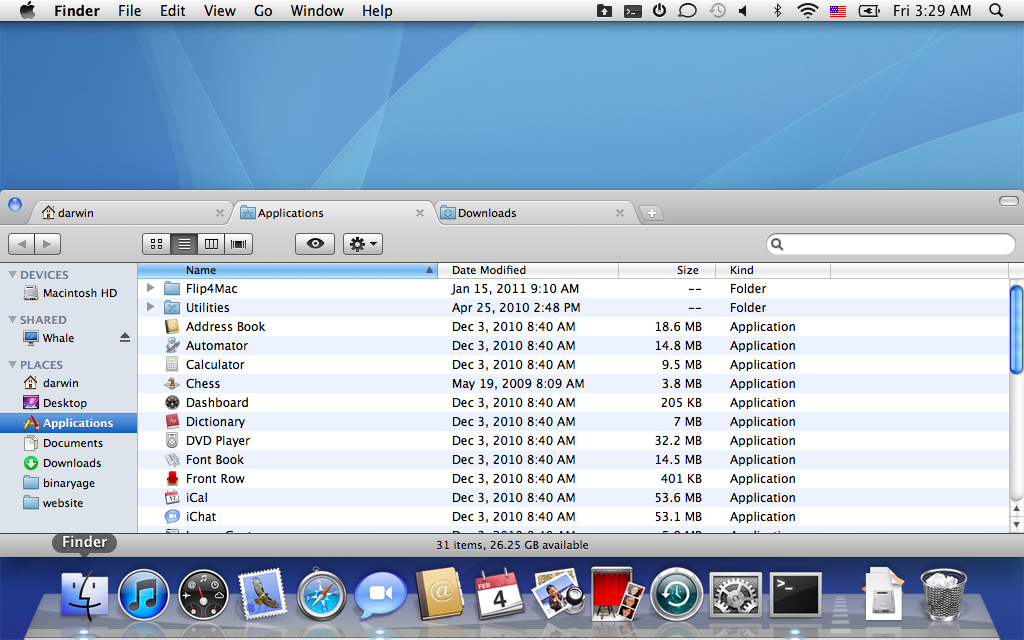 Finder File Edit View Go Window Help Fri 3:29 AM
darwin Applications Downloads
Name Date Modified Size Kind
DEVICES
Macintosh HD
SHARED
Whale
PLACES
darwin
Desktop
Applications
Documents
Downloads
binaryage
website
Flip4Mac Jan 15, 2011 9:10 AM -- Folder
Utilities Apr 25, 2010 2:48 PM -- Folder
Address Book Dec 3, 2010 8:40 AM 18.6 MB Application
Automator Dec 3, 2010 8:40 AM 14.8 MB Application
Calculator Dec 3, 2010 8:40 AM 9.5 MB Application
Chess May 19, 2009 8:09 AM 3.8 MB Application
Dashboard Dec 3, 2010 8:40 AM 205 KB Application
Dictionary Dec 3, 2010 8:40 AM 7 MB Application
DVD Player Dec 3, 2010 8:40 AM 32.2 MB Application
Font Book Dec 3, 2010 8:40 AM 14.5 MB Application
Front Row Dec 3, 2010 8:40 AM 401 KB Application
iCal Dec 3, 2010 8:40 AM 53.6 MB Application
iChat Dec 3, 2010 8:40 AM 53.1 MB Application
31 items, 26.25 GB available
Finder
FEB
4